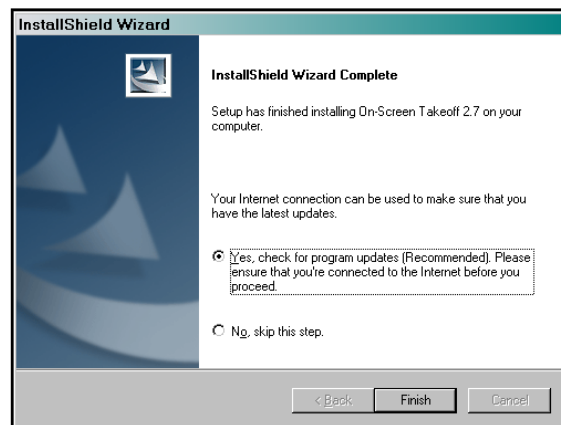 InstallShield Wizard
InstallShield Wizard Complete
Setup has finished installing On-Screen Takeoff 2.7 on your
computer.
Your Internet connection can be used to make sure that you
have the latest updates.
Yes, check for program updates (Recommended). Please
ensure that you're connected to the Internet before you
proceed.
No, skip this step.
< Back
Finish
Cancel